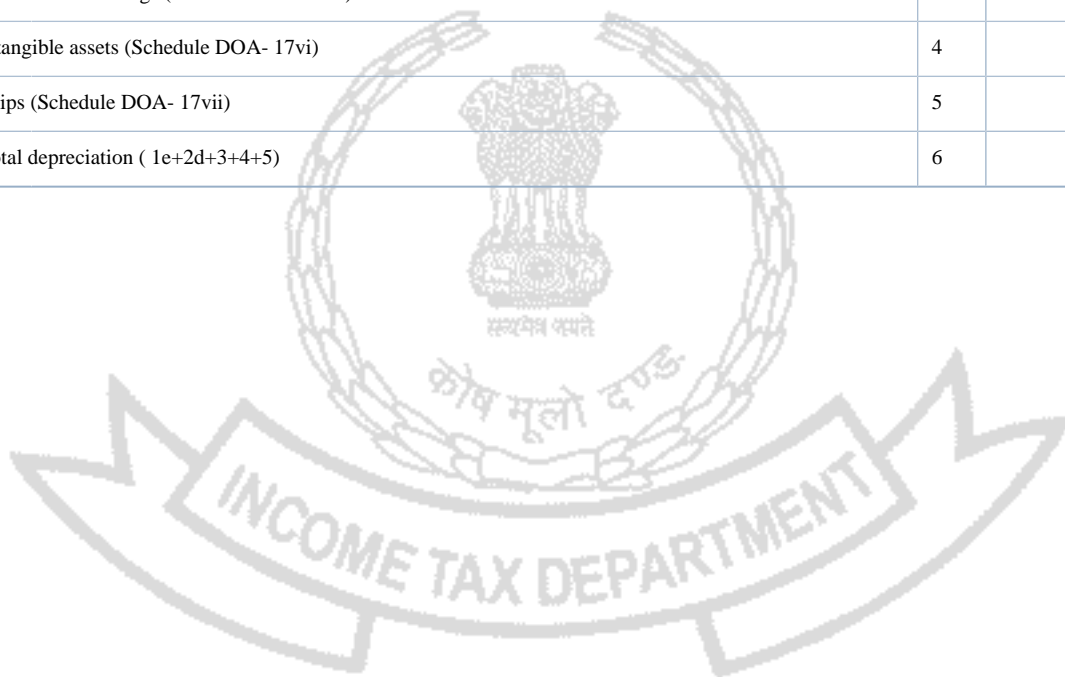 tangible assets (Schedule DOA- 17vi) 4
ips (Schedule DOA- 17vii) 5
tal depreciation ( 1e+2d+3+4+5) 6
सत्यमेव जयते
कोष मूलो दण्ड:
INCOME TAX DEPARTMENT